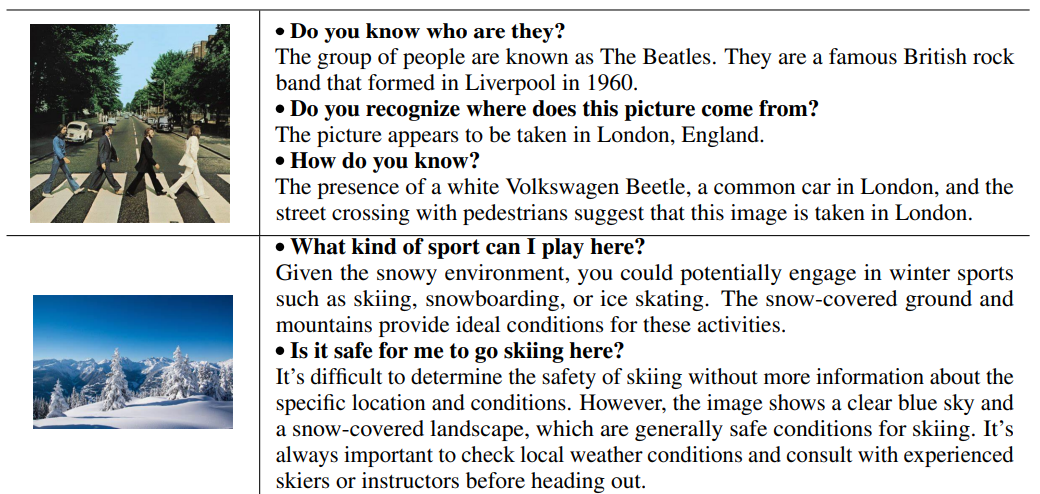 • Do you know who are they?
The group of people are known as The Beatles. They are a famous British rock
band that formed in Liverpool in 1960.
• Do you recognize where does this picture come from?
The picture appears to be taken in London, England.
• How do you know?
The presence of a white Volkswagen Beetle, a common car in London, and the
street crossing with pedestrians suggest that this image is taken in London.
• What kind of sport can I play here?
Given the snowy environment, you could potentially engage in winter sports
such as skiing, snowboarding, or ice skating. The snow-covered ground and
mountains provide ideal conditions for these activities.
• Is it safe for me to go skiing here?
It's difficult to determine the safety of skiing without more information about the
specific location and conditions. However, the image shows a clear blue sky and
a snow-covered landscape, which are generally safe conditions for skiing. It's
always important to check local weather conditions and consult with experienced
skiers or instructors before heading out.